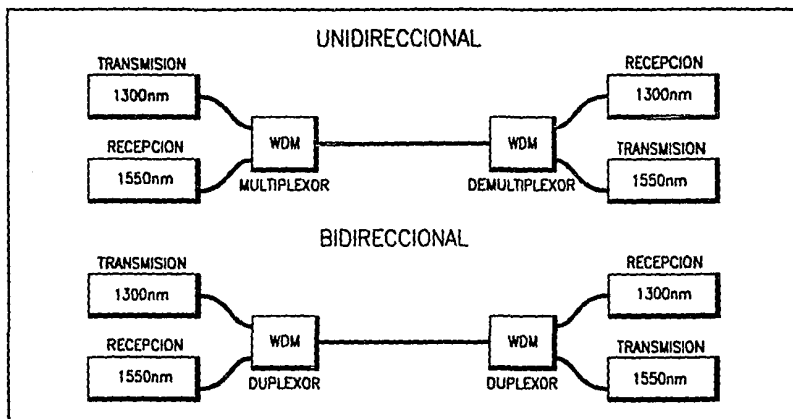 UNIDIRECCIONAL
TRANSMISION
1300nm
RECEPCION
1550nm
WDM
MULTIPLEXOR
WDM
DEMULTIPLEXOR
RECEPCION
1300nm
TRANSMISION
1550nm
BIDIRECCIONAL
TRANSMISION
1300nm
RECEPCION
1550nm
WDM
DUPLEXOR
WDM
DUPLEXOR
RECEPCION
1300nm
TRANSMISION
1550nm